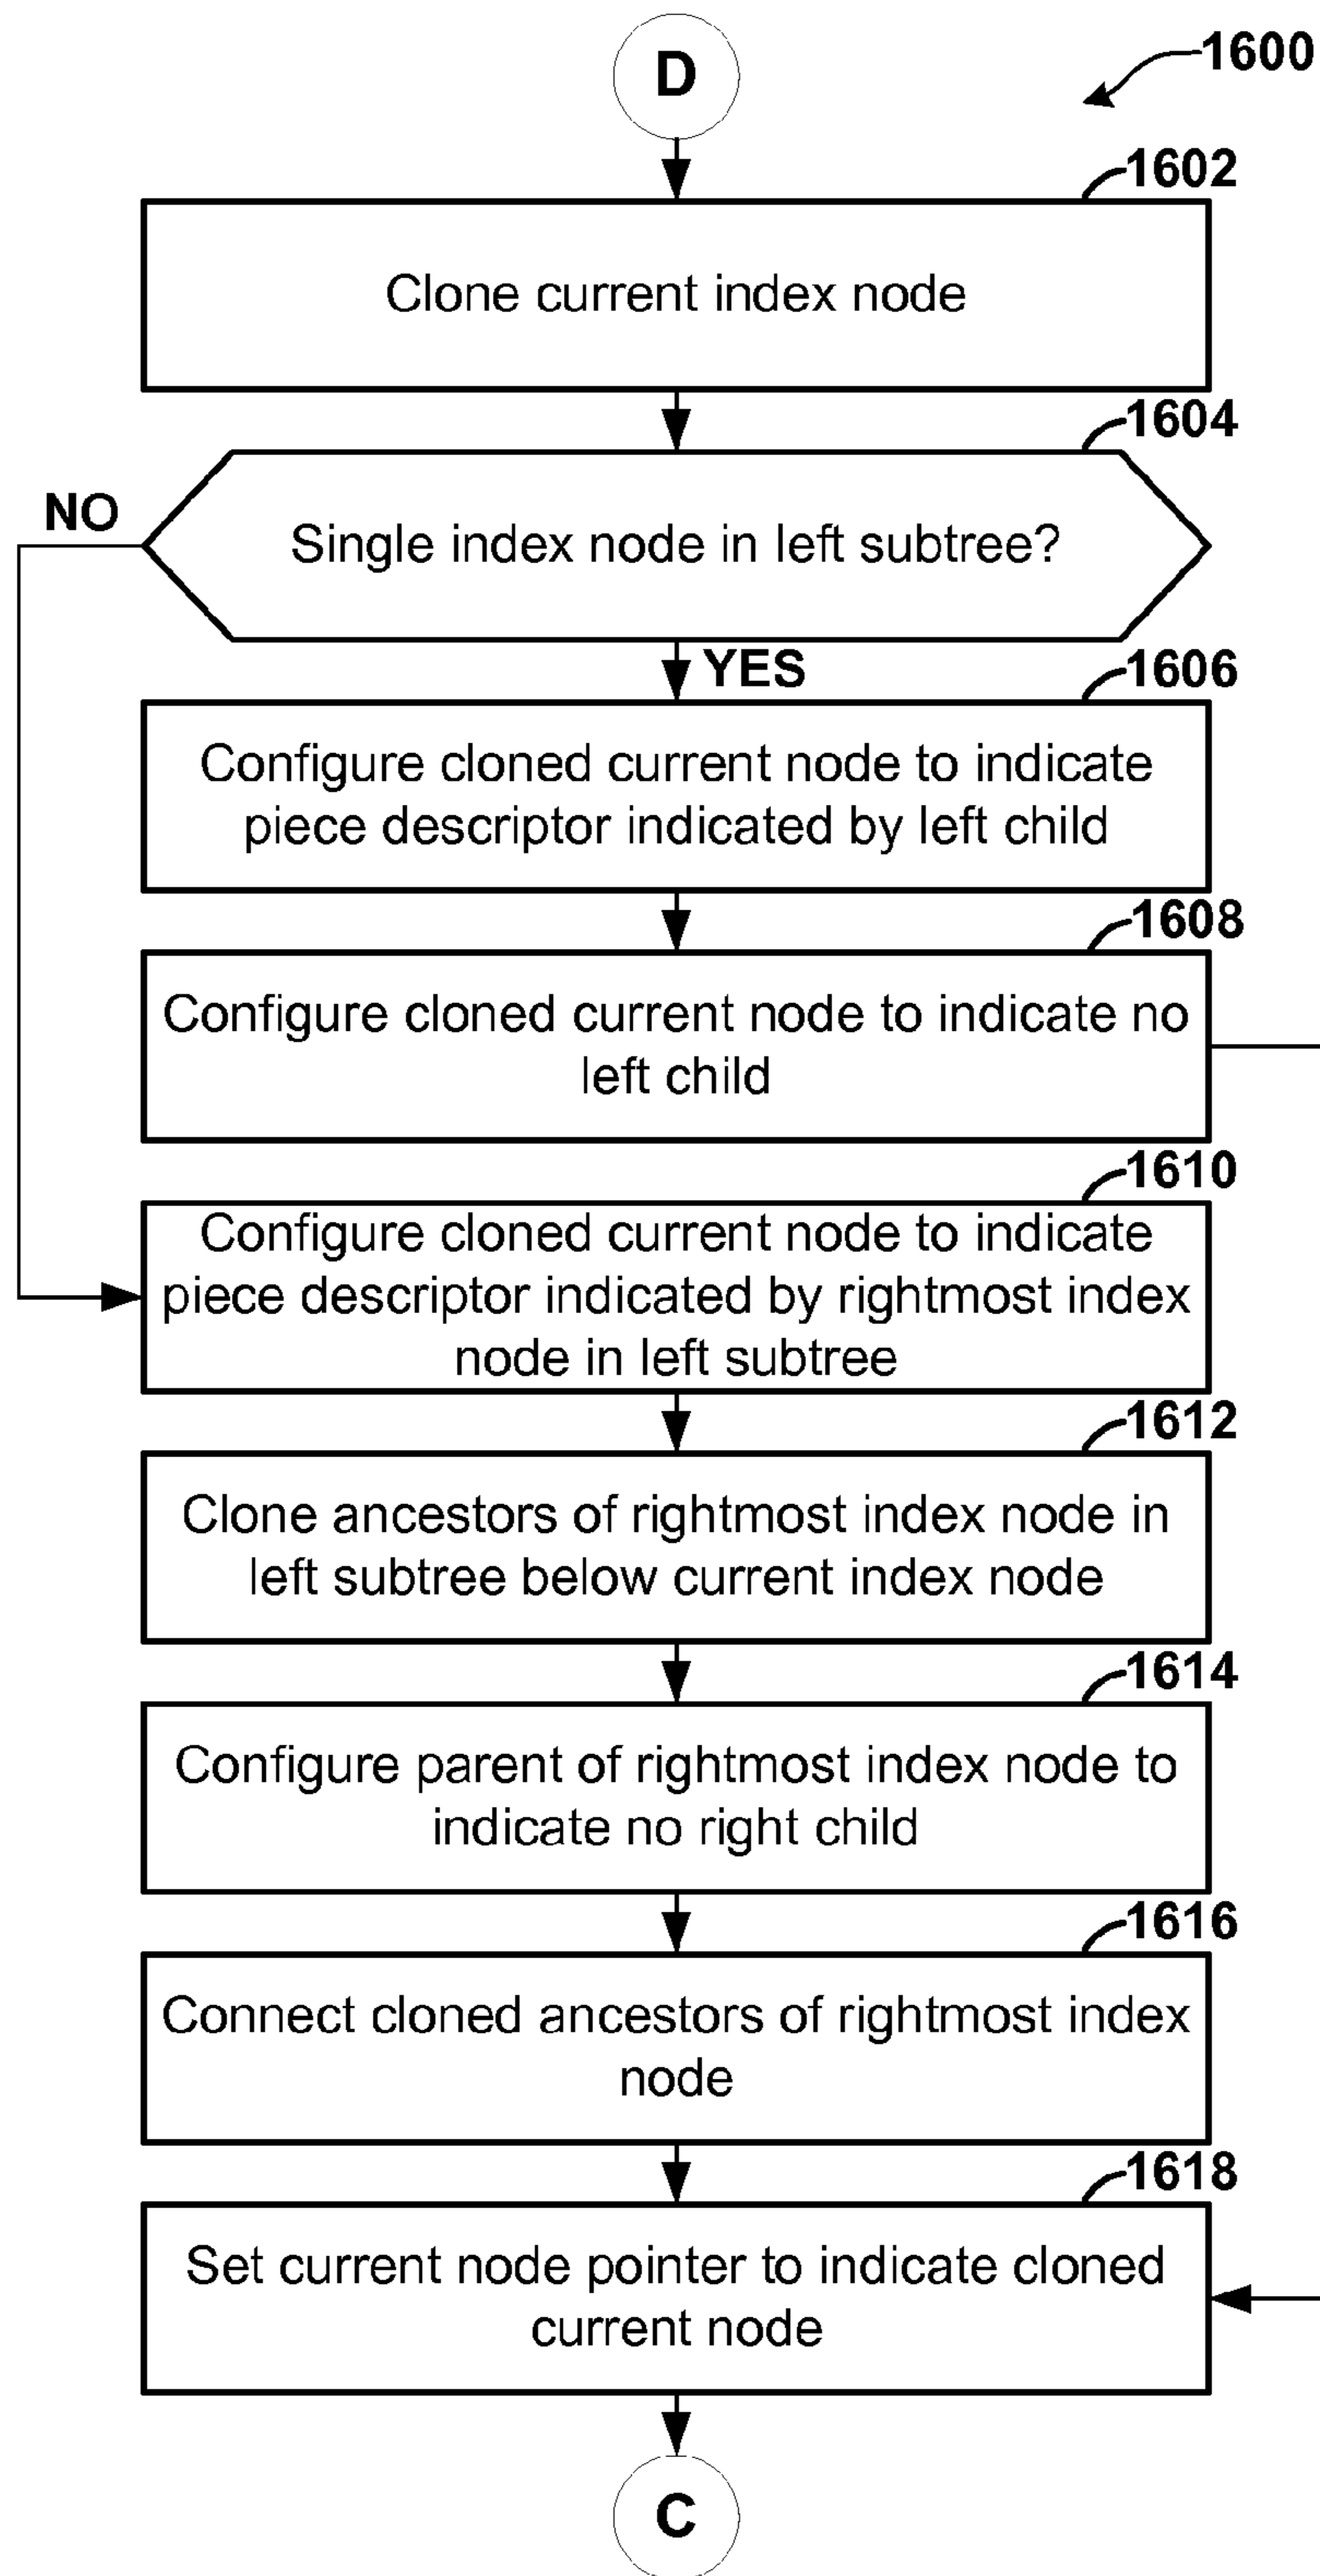 D
1600
1602
Clone current index node
1604
NO
Single index node in left subtree?
YES
1606
Configure cloned current node to indicate
piece descriptor indicated by left child
1608
Configure cloned current node to indicate no
left child
1610
Configure cloned current node to indicate
piece descriptor indicated by rightmost index
node in left subtree
1612
Clone ancestors of rightmost index node in
left subtree below current index node
1614
Configure parent of rightmost index node to
indicate no right child
1616
Connect cloned ancestors of rightmost index
node
1618
Set current node pointer to indicate cloned
current node
C